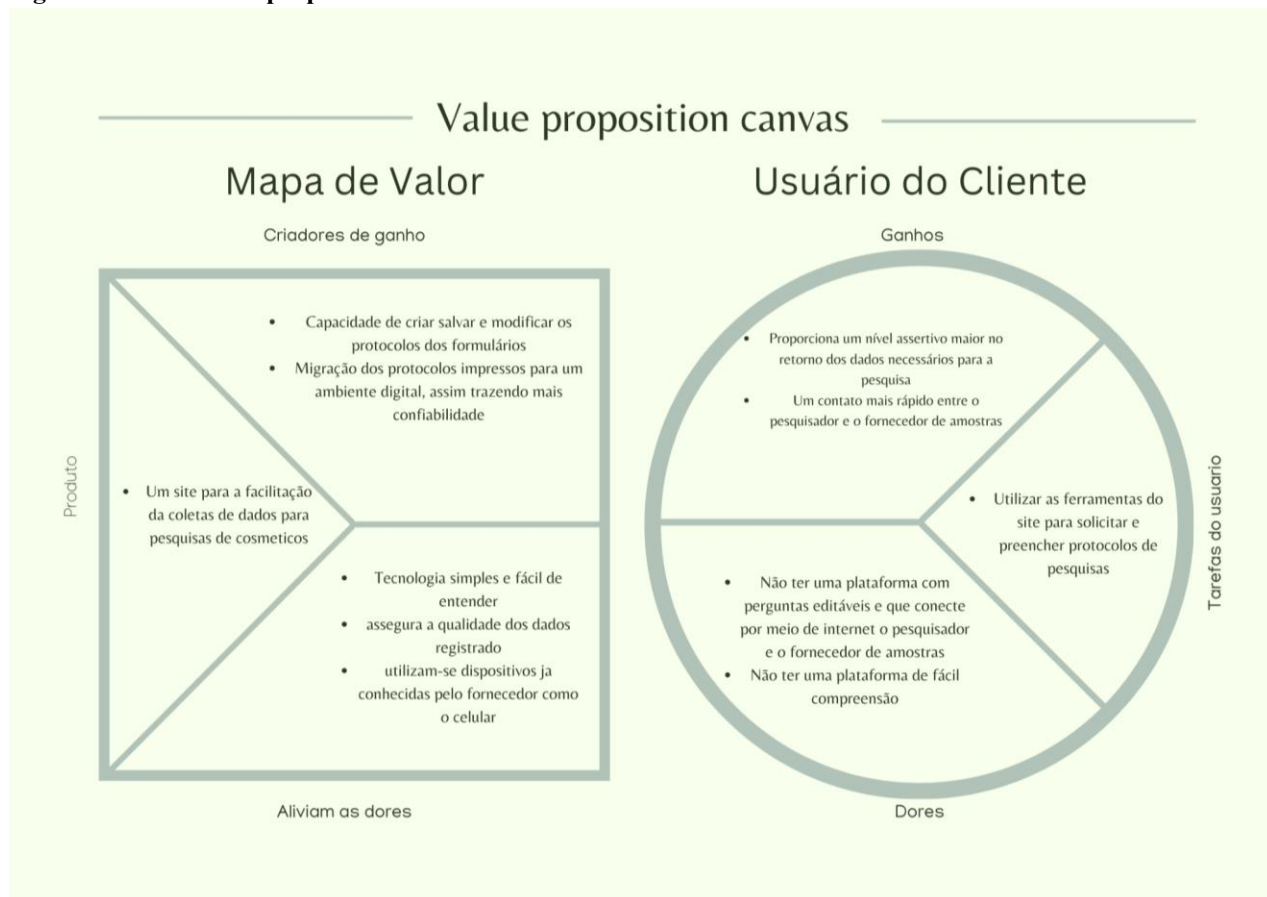 Value proposition canvas
Mapa de Valor
Criadores de ganho
• Capacidade de criar salvar e modificar os
protocolos dos formulários
• Migração dos protocolos impressos para um
ambiente digital, assim trazendo mais
confiabilidade
Produto
• Um site para a facilitação
da coletas de dados para
pesquisas de cosmeticos
• Tecnologia simples e fácil de
entender
• assegura a qualidade dos dados
registrado
• utilizam-se dispositivos ja
conhecidas pelo fornecedor como
o celular
Aliviam as dores
Usuário do Cliente
Ganhos
• Proporciona um nível assertivo maior no
retorno dos dados necessários para a
pesquisa
• Um contato mais rápido entre o
pesquisador e o fornecedor de amostras
• Utilizar as ferramentas do
site para solicitar e
preencher protocolos de
pesquisas
Tarefas do usuario
• Não ter uma plataforma com
perguntas editáveis e que conecte
por meio de internet o pesquisador
e o fornecedor de amostras
• Não ter uma plataforma de fácil
compreensão
Dores